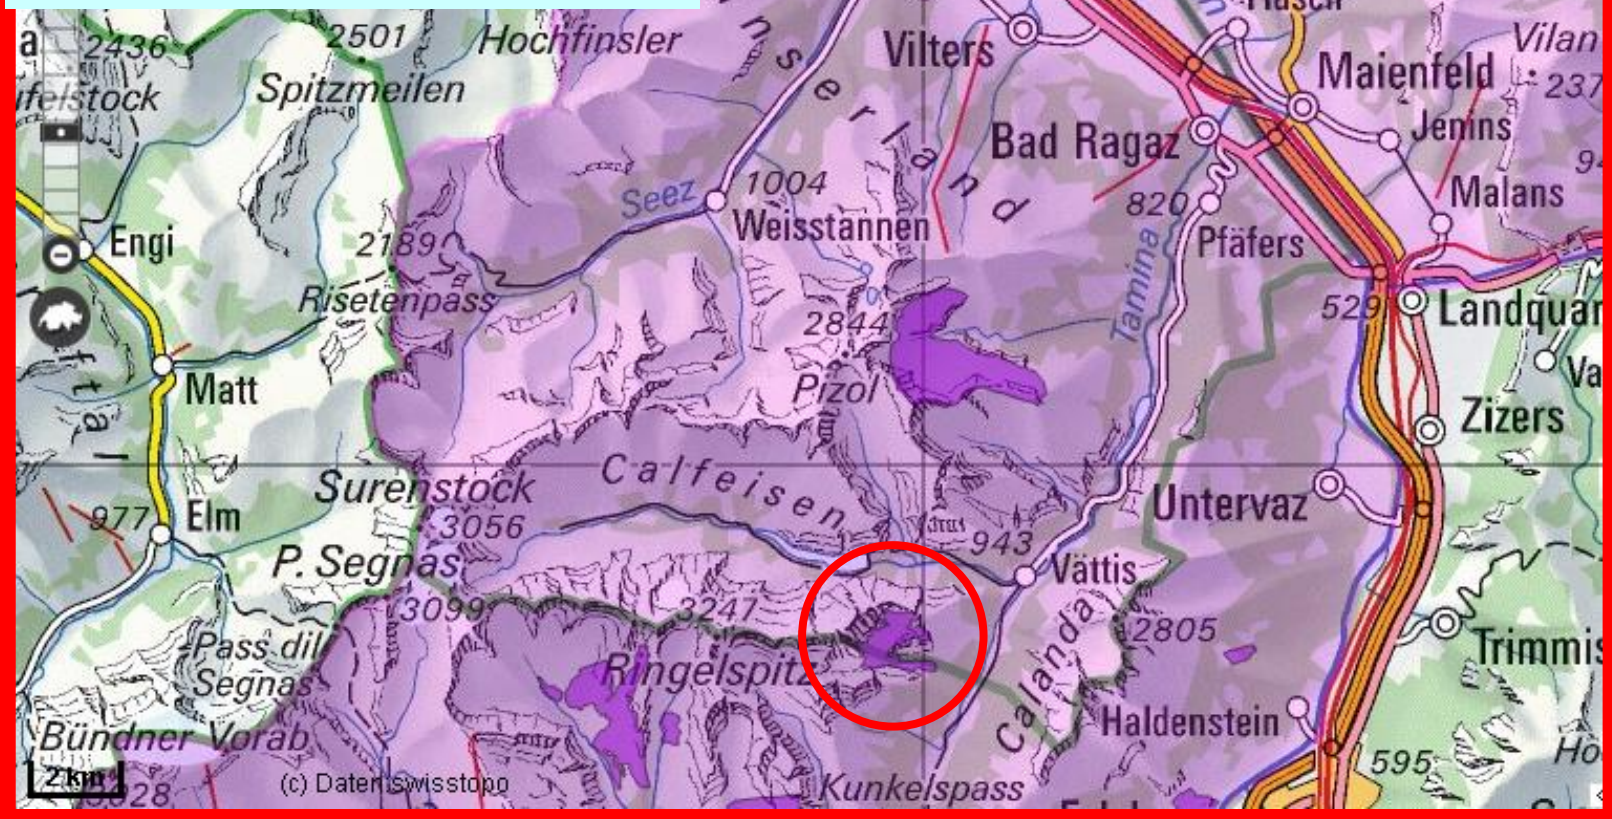 2436
2501
Hochfinsler
Vilters
Vilan
Spitzmeilen
Maienfeld
237
Bad Ragaz
Jenins
1004
Seez
820
Malans
Weisstannen
Engi
2189
Pfäfers
Tamina
Risetenpass
2844
529
Landquar
Matt
Pizol
Va
Zizers
Calfeisen
Surenstock
977
Elm
3056
943
Untervaz
P. Segnas
Vättis
3099
3247
2805
Pass dil
Segnas
Ringelspitz
Calanda
Trimmis
Haldenstein
Bündner Vorab
595
2 km
(c) Daten:swisstopo
Kunkelspass